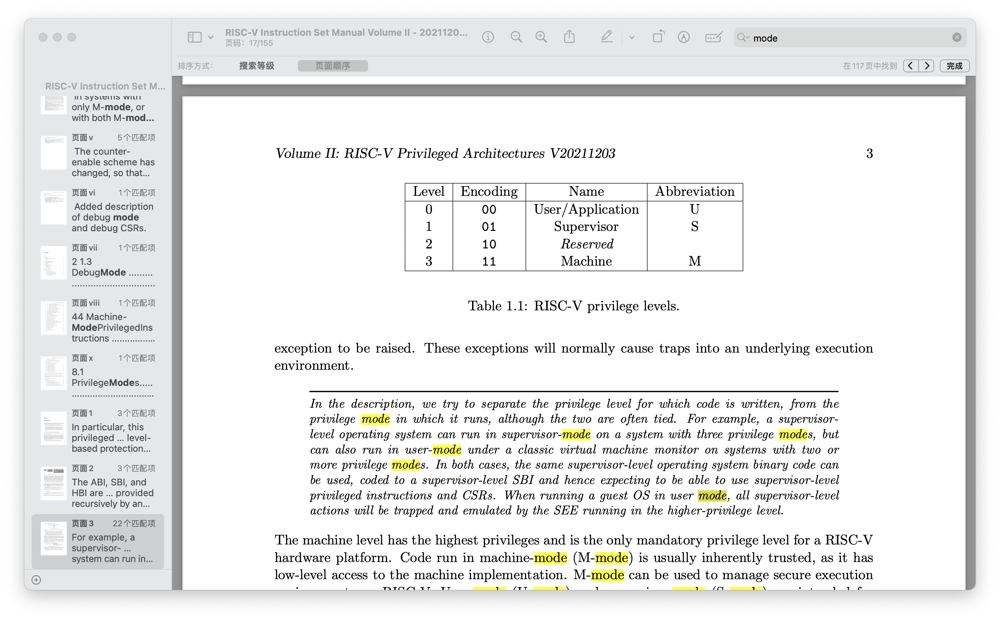 RISC-V Instruction Set Manual Volume II - 2021120...
页码：17/155
mode
排序方式：
搜索等级
页面顺序
在117页中找到
完成
RISC-V Instruction Set M...
In systems with
only M-mode, or
with both M-mod...
页面 v 5个匹配项
The counter-
enable scheme has
changed, so that...
页面 vi 1个匹配项
Added description
of debug mode
and debug CSRs.
页面 vii 1个匹配项
2 1.3
DebugMode .........
...............................
页面 viii 1个匹配项
44 Machine-
ModePrivilegedIns
tructions ................
页面 x 1个匹配项
8.1
PrivilegeModes.....
..............................
页面 1 3个匹配项
In particular, this
privileged ... level-
based protection...
页面 2 3个匹配项
The ABI, SBI, and
HBI are ... provided
recursively by an...
页面 3 22个匹配项
For example, a
supervisor- ...
system can run in...
Volume II: RISC-V Privileged Architectures V20211203 3
Level Encoding Name Abbreviation
0 00 User/Application U
1 01 Supervisor S
2 10 Reserved
3 11 Machine M
Table 1.1: RISC-V privilege levels.
exception to be raised. These exceptions will normally cause traps into an underlying execution
environment.
In the description, we try to separate the privilege level for which code is written, from the
privilege mode in which it runs, although the two are often tied. For example, a supervisor-
level operating system can run in supervisor-mode on a system with three privilege modes, but
can also run in user-mode under a classic virtual machine monitor on systems with two or
more privilege modes. In both cases, the same supervisor-level operating system binary code can
be used, coded to a supervisor-level SBI and hence expecting to be able to use supervisor-level
privileged instructions and CSRs. When running a guest OS in user mode, all supervisor-level
actions will be trapped and emulated by the SEE running in the higher-privilege level.
The machine level has the highest privileges and is the only mandatory privilege level for a RISC-V
hardware platform. Code run in machine-mode (M-mode) is usually inherently trusted, as it has
low-level access to the machine implementation. M-mode can be used to manage secure execution